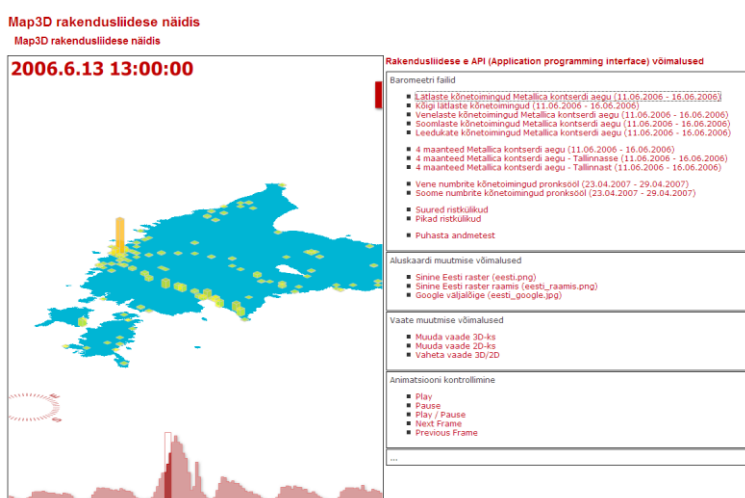 Map3D rakendusliidese näidis
Map3D rakendusliidese näidis
2006.6.13 13:00:00
Rakendusliidese e API (Application programming interface) võimalused
Baromeetri failid
Lätlaste kõnetoimingud Metallica kontserdi aegu (11.06.2006 - 16.06.2006)
Kõigi lätlaste kõnetoimingud (11.06.2006 - 16.06.2006)
Venelaste kõnetoimingud Metallica kontserdi aegu (11.06.2006 - 16.06.2006)
Soomlaste kõnetoimingud Metallica kontserdi aegu (11.06.2006 - 16.06.2006)
Leedukate kõnetoimingud Metallica kontserdi aegu (11.06.2006 - 16.06.2006)
4 maanteed Metallica kontserdi aegu (11.06.2006 - 16.06.2006)
4 maanteed Metallica kontserdi aegu - Tallinnasse (11.06.2006 - 16.06.2006)
4 maanteed Metallica kontserdi aegu - Tallinnast (11.06.2006 - 16.06.2006)
Vene numbrite kõnetoimingud pronksööl (23.04.2007 - 29.04.2007)
Soome numbrite kõnetoimingud pronksööl (23.04.2007 - 29.04.2007)
Suured ristkülikud
Pikad ristkülikud
Puhasta andmetest
Aluskaardi muutmise võimalused
Sinine Eesti raster (eesti.png)
Sinine Eesti raster raamis (eesti_raamis.png)
Google väljalõige (eesti_google.jpg)
Vaate muutmise võimalused
Muuda vaade 3D-ks
Muuda vaade 2D-ks
Vaheta vaade 3D/2D
Animatsiooni kontrollimine
Play
Pause
Play / Pause
Next Frame
Previous Frame
...